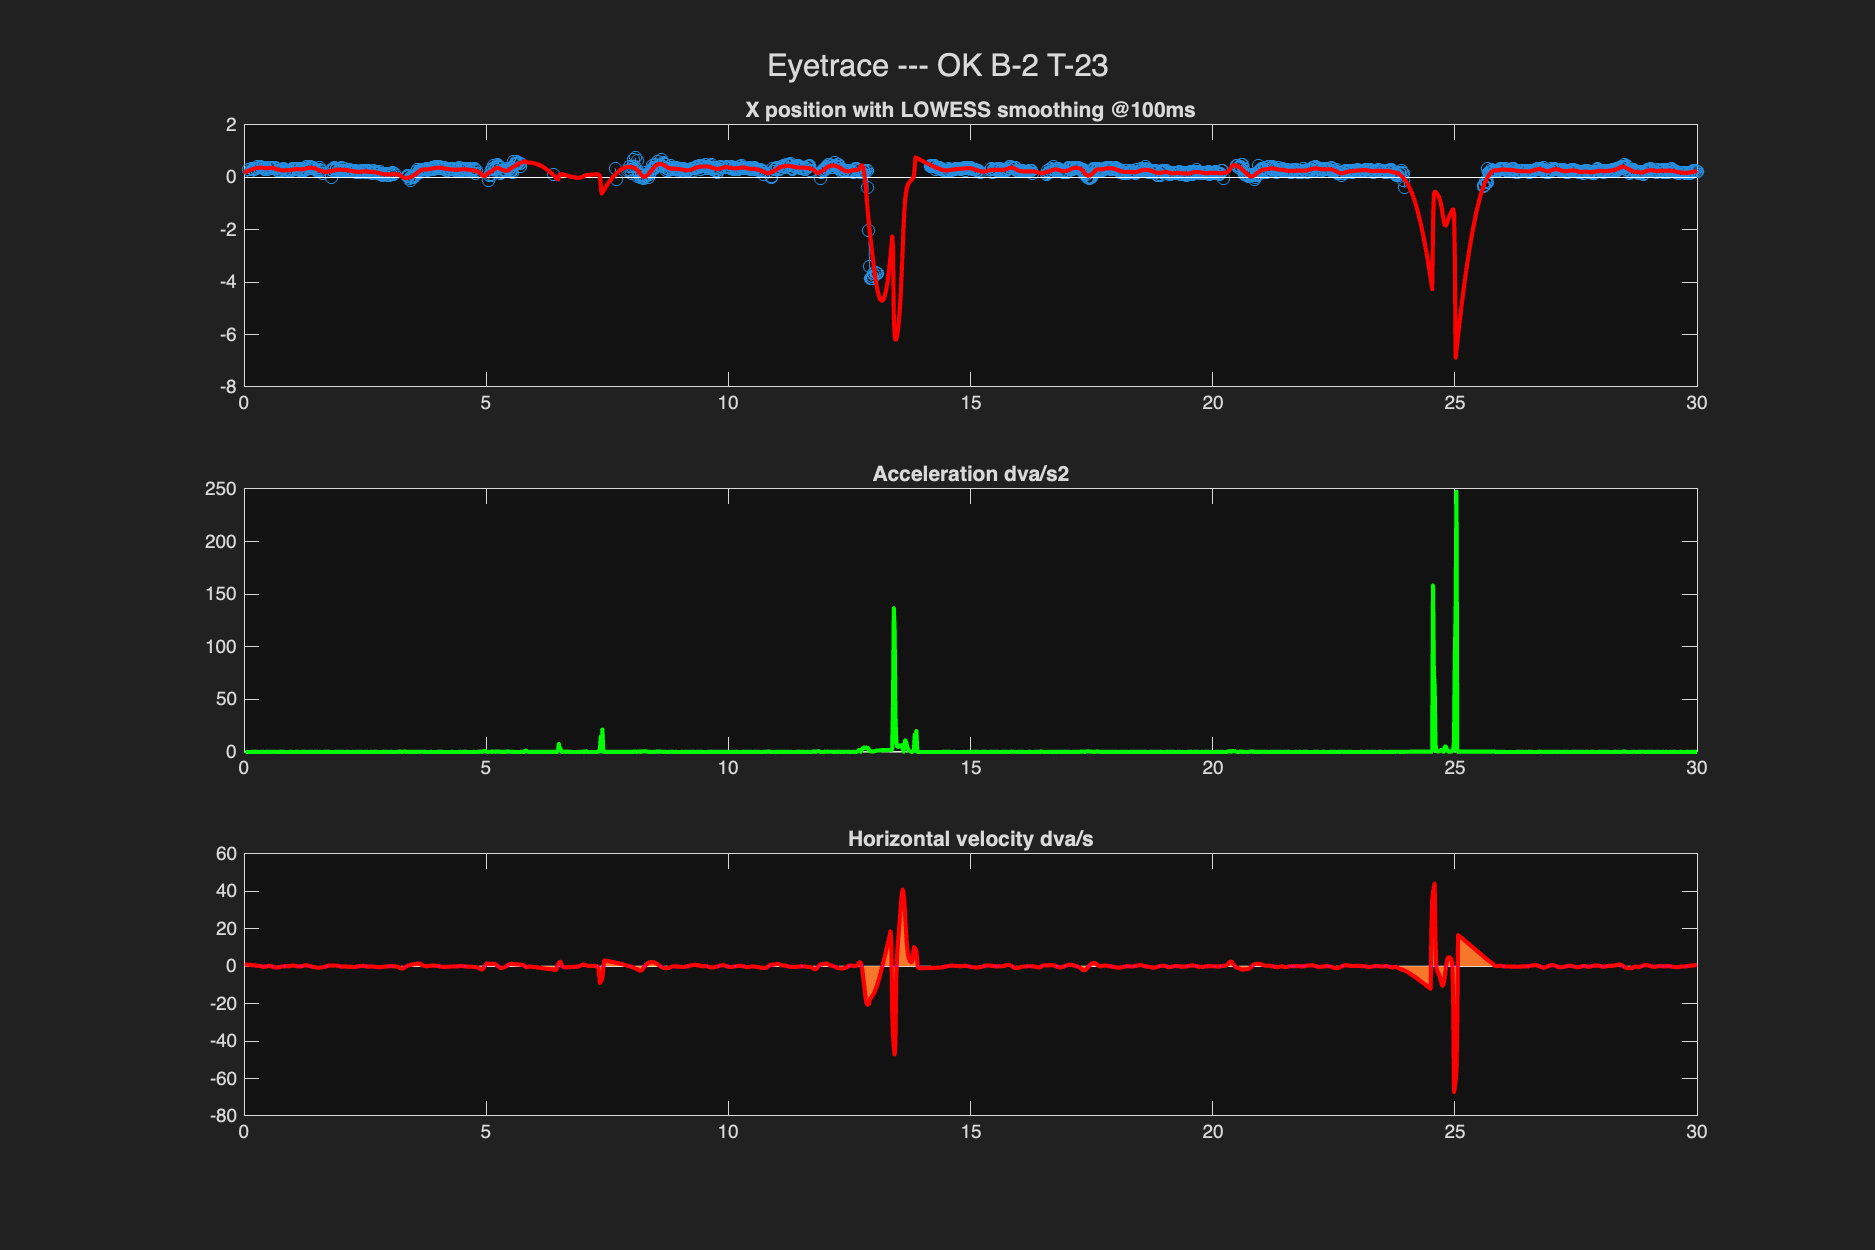 Eyetrace --- OK B-2 T-23
X position with LOWESS smoothing @100ms
2
0
-2
-4
-6
-8
0 5 10 15 20 25 30
Acceleration dva/s2
250
200
150
100
50
0
0 5 10 15 20 25 30
Horizontal velocity dva/s
60
40
20
0
-20
-40
-60
-80
0 5 10 15 20 25 30